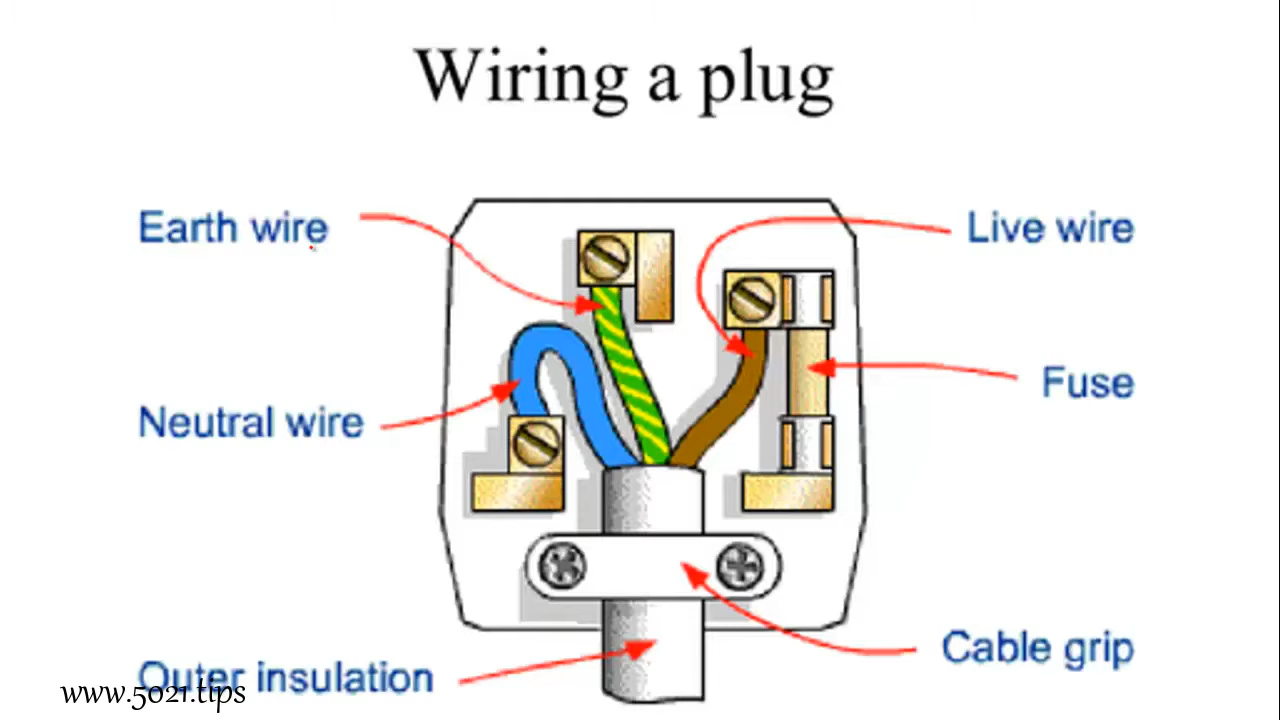 Wiring a plug
Earth wire
Live wire
Fuse
Neutral wire
Cable grip
Outer insulation
www.5021.tips